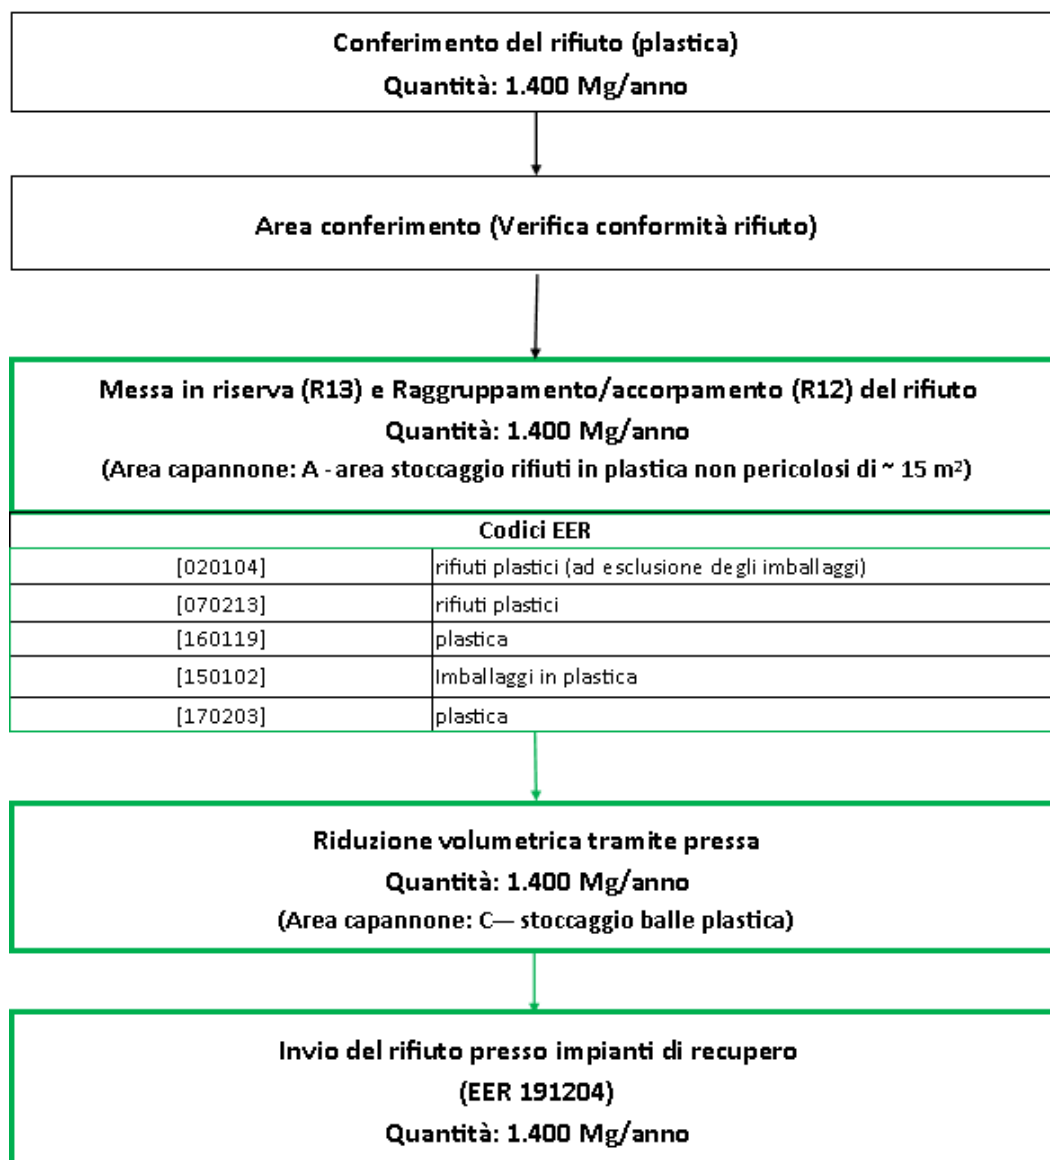 Conferimento del rifiuto (plastica)
Quantità: 1.400 Mg/anno
Area conferimento (Verifica conformità rifiuto)
Messa in riserva (R13) e Raggruppamento/accorpamento (R12) del rifiuto
Quantità: 1.400 Mg/anno
(Area capannone: A - area stoccaggio rifiuti in plastica non pericolosi di ~ 15 m²)
Codici EER
[020104] rifiuti plastici (ad esclusione degli imballaggi)
[070213] rifiuti plastici
[160119] plastica
[150102] Imballaggi in plastica
[170203] plastica
Riduzione volumetrica tramite pressa
Quantità: 1.400 Mg/anno
(Area capannone: C— stoccaggio balle plastica)
Invio del rifiuto presso impianti di recupero
(EER 191204)
Quantità: 1.400 Mg/anno